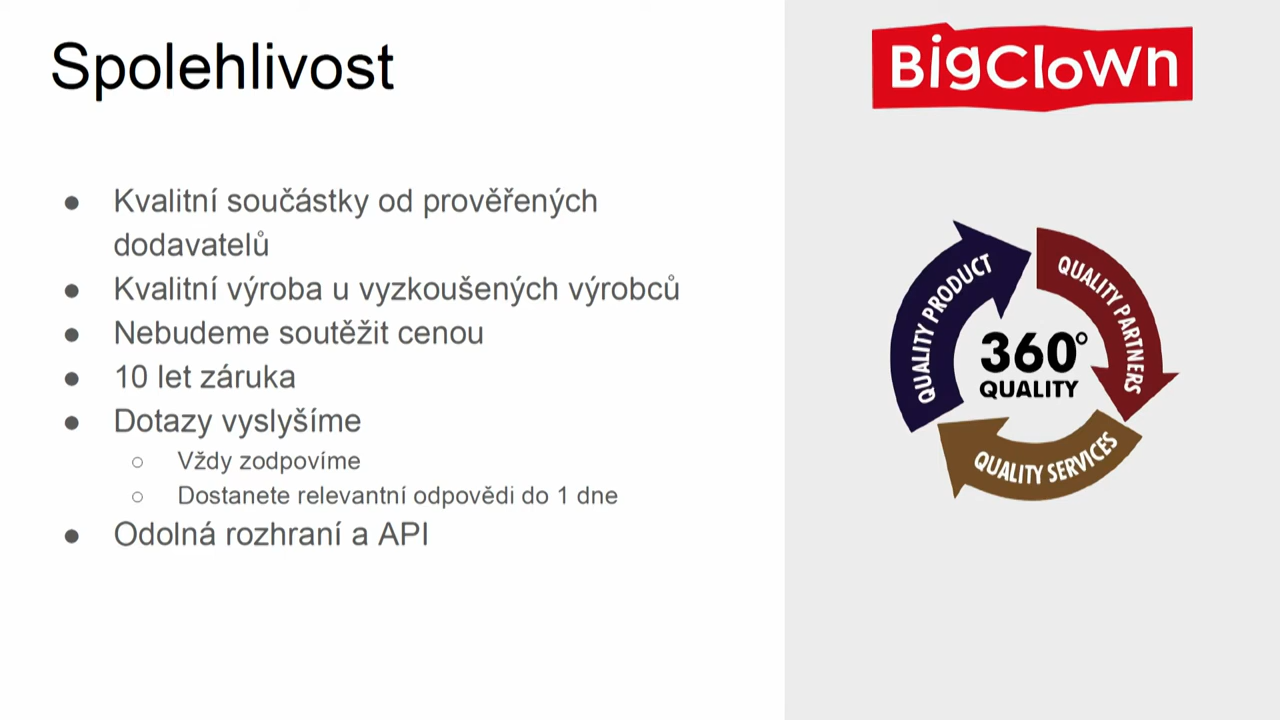 Spolehlivost
BigClown
● Kvalitní součástky od prověřených
dodavatelů
● Kvalitní výroba u vyzkoušených výrobců
● Nebudeme soutěžit cenou
● 10 let záruka
● Dotazy vyslyšíme
○ Vždy zodpovíme
○ Dostanete relevantní odpovědi do 1 dne
● Odolná rozhraní a API
QUALITY PRODUCT
QUALITY PARTNERS
360°
QUALITY
QUALITY SERVICES